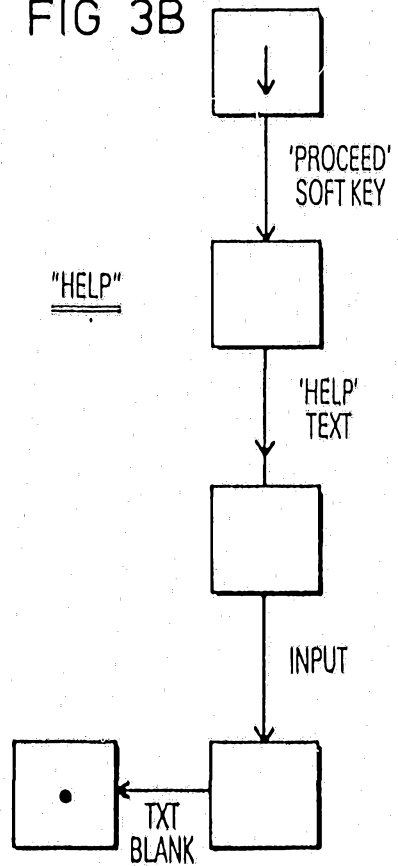 FIG 3B
'PROCEED'
SOFT KEY
"HELP"
'HELP'
TEXT
INPUT
TXT
BLANK